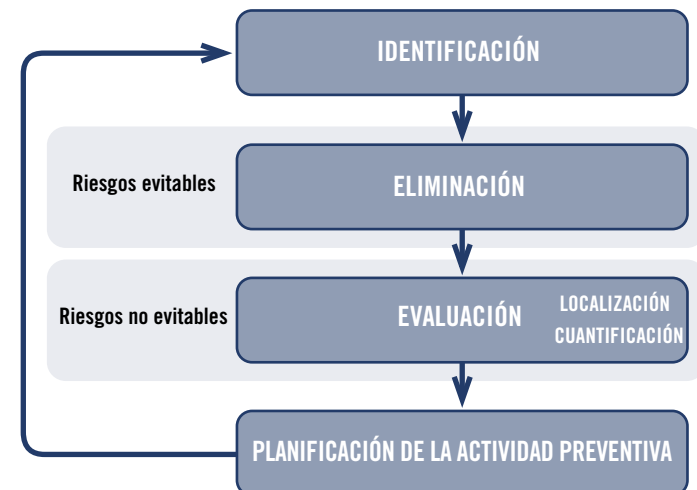 IDENTIFICACIÓN
Riesgos evitables
ELIMINACIÓN
Riesgos no evitables
EVALUACIÓN
LOCALIZACIÓN
CUANTIFICACIÓN
PLANIFICACIÓN DE LA ACTIVIDAD PREVENTIVA